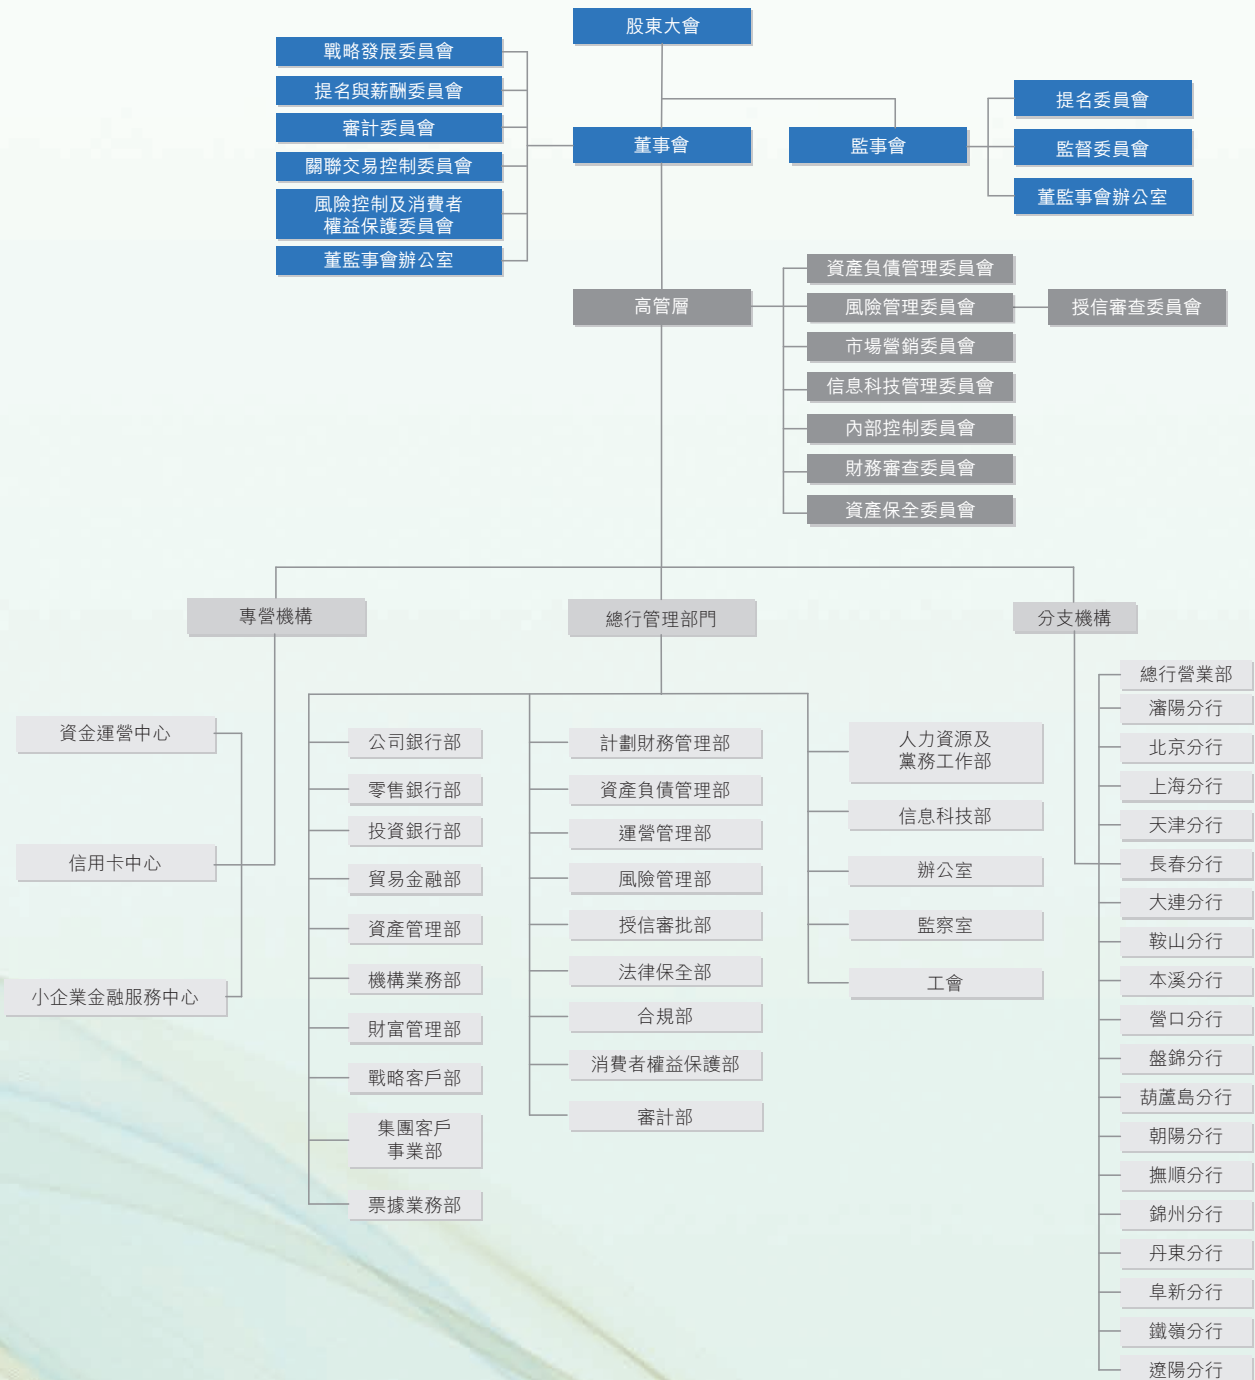 股東大會
戰略發展委員會
提名與薪酬委員會
審計委員會
關聯交易控制委員會
風險控制及消費者
權益保護委員會
董監事會辦公室
董事會
監事會
提名委員會
監督委員會
董監事會辦公室
高管層
資產負債管理委員會
風險管理委員會
授信審查委員會
市場營銷委員會
信息科技管理委員會
內部控制委員會
財務審查委員會
資產保全委員會
專營機構
總行管理部門
分支機構
資金運營中心
信用卡中心
小企業金融服務中心
公司銀行部
零售銀行部
投資銀行部
貿易金融部
資產管理部
機構業務部
財富管理部
戰略客戶部
集團客戶
事業部
票據業務部
計劃財務管理部
資產負債管理部
運營管理部
風險管理部
授信審批部
法律保全部
合規部
消費者權益保護部
審計部
人力資源及
黨務工作部
信息科技部
辦公室
監察室
工會
總行營業部
瀋陽分行
北京分行
上海分行
天津分行
長春分行
大連分行
鞍山分行
本溪分行
營口分行
盤錦分行
葫蘆島分行
朝陽分行
撫順分行
錦州分行
丹東分行
阜新分行
鐵嶺分行
遼陽分行